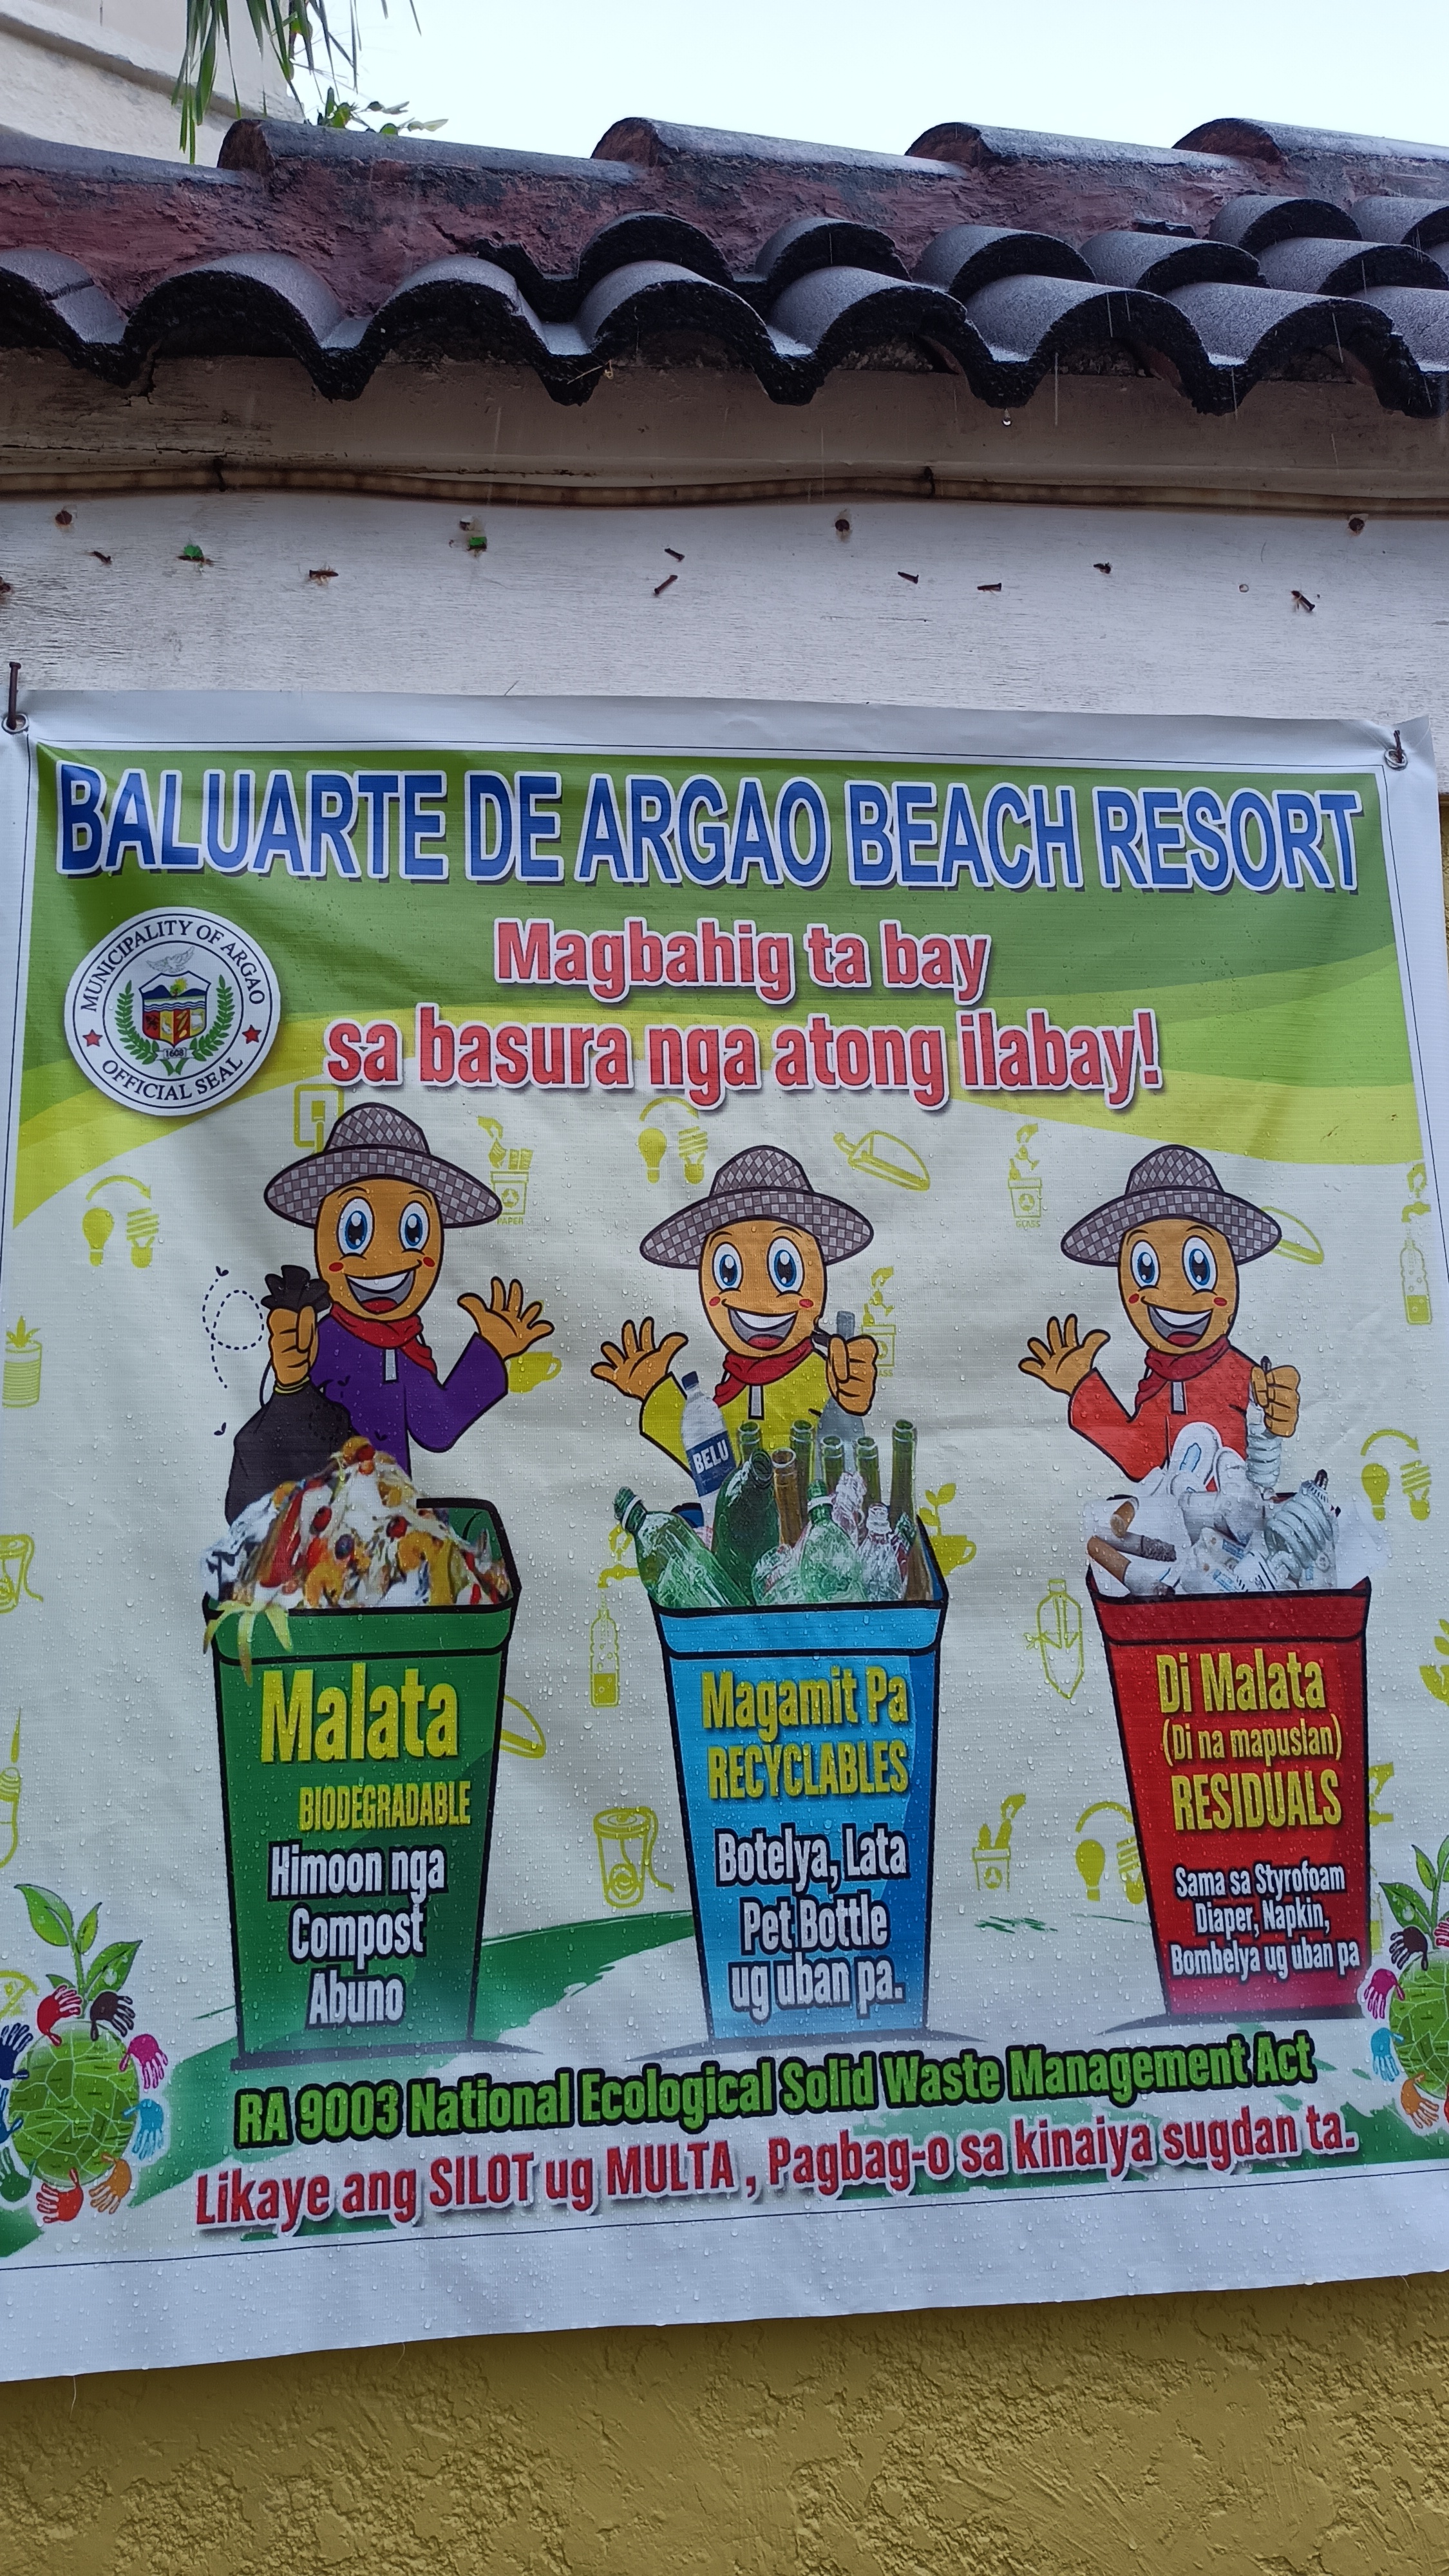 BALUARTE DE ARGAO BEACH RESORT
MUNICIPALITY OF ARGAO
1608
OFFICIAL SEAL
Magbahig ta bay
sa basura nga atong ilabay!
PAPER
GLASS
BELU
Malata
BIODEGRADABLE
Himoon nga
Compost
Abuno
Magamit Pa
RECYCLABLES
Botelya, Lata
Pet Bottle
ug uban pa.
Di Malata
(Di na mapuslan)
RESIDUALS
Sama sa Styrofoam
Diaper, Napkin,
Bombelya ug uban pa
RA 9003 National Ecological Solid Waste Management Act
Likaye ang SILOT ug MULTA , Pagbag-o sa kinaiya sugdan ta.